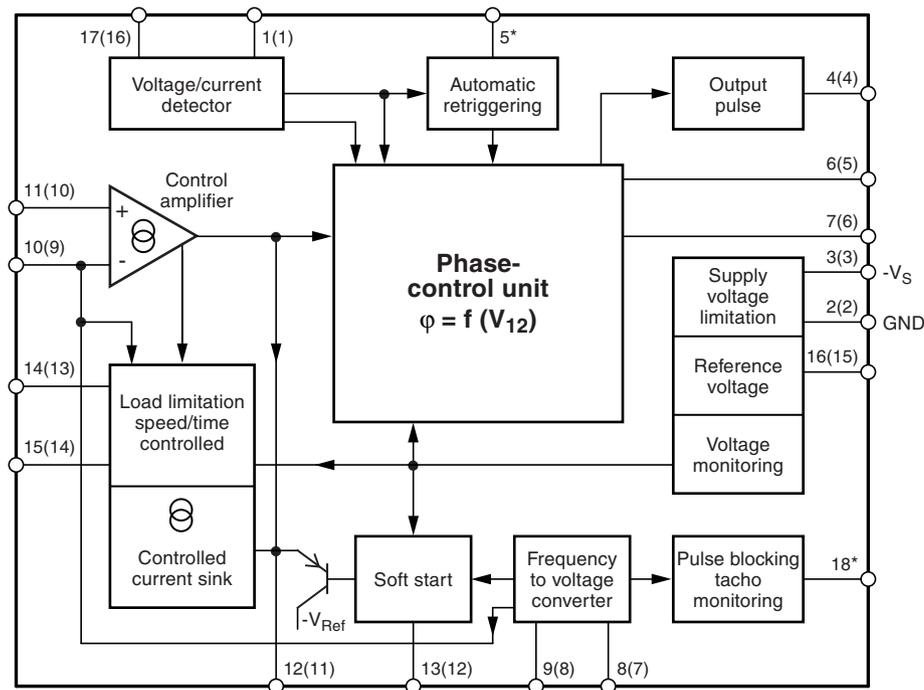 17(16)
1(1)
5*
Voltage/current
detector
Automatic
retriggering
Output
pulse
4(4)
6(5)
11(10)
Control
amplifier
+
-
10(9)
7(6)
Phase-
control unit
φ = f (V12)
3(3)
-VS
Supply
voltage
limitation
2(2)
GND
Reference
voltage
16(15)
Voltage
monitoring
14(13)
Load limitation
speed/time
controlled
15(14)
Controlled
current sink
-VRef
Soft start
Frequency
to voltage
converter
Pulse blocking
tacho
monitoring
18*
12(11)
13(12)
9(8)
8(7)